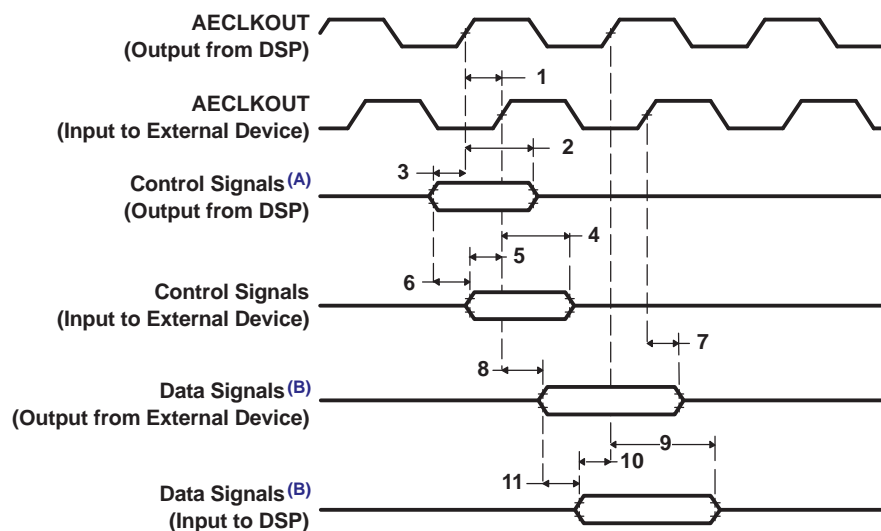 AECLKOUT
(Output from DSP)
1
AECLKOUT
(Input to External Device)
2
3
Control Signals (A)
(Output from DSP)
4
5
6
Control Signals
(Input to External Device)
7
8
Data Signals (B)
(Output from External Device)
9
10
11
Data Signals (B)
(Input to DSP)